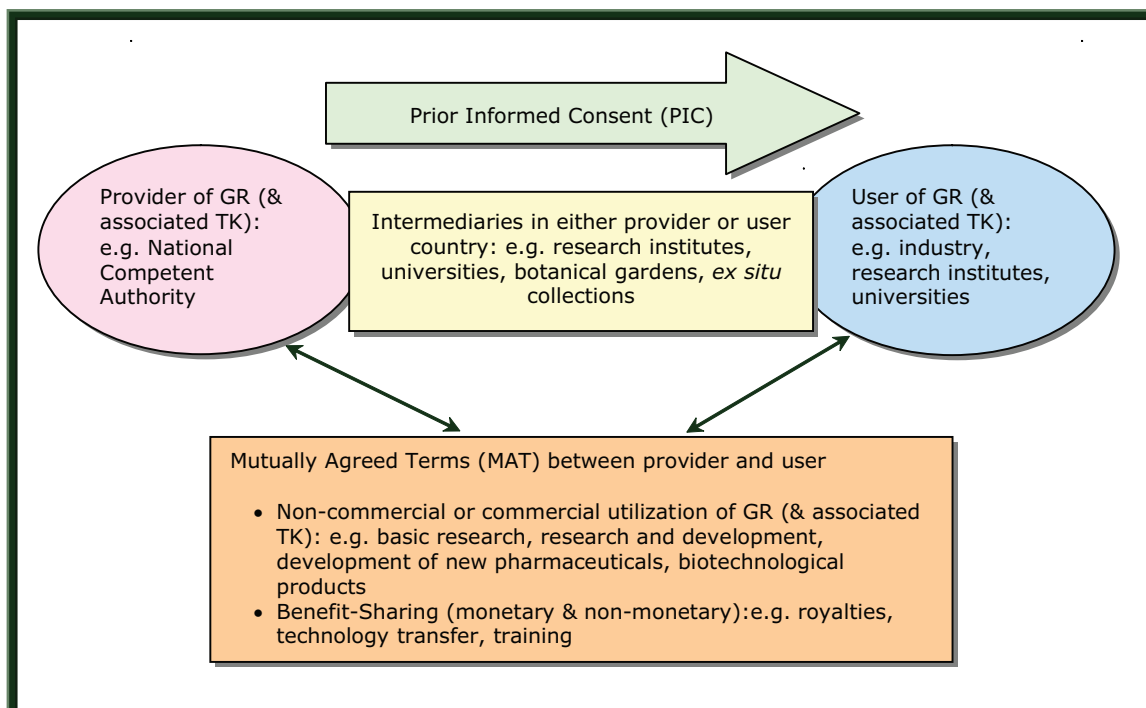 Prior Informed Consent (PIC)
Provider of GR (&
associated TK):
e.g. National
Competent
Authority
Intermediaries in either provider or user
country: e.g. research institutes,
universities, botanical gardens, ex situ
collections
User of GR (&
associated TK):
e.g. industry,
research institutes,
universities
Mutually Agreed Terms (MAT) between provider and user
• Non-commercial or commercial utilization of GR (& associated
TK): e.g. basic research, research and development,
development of new pharmaceuticals, biotechnological
products
• Benefit-Sharing (monetary & non-monetary):e.g. royalties,
technology transfer, training